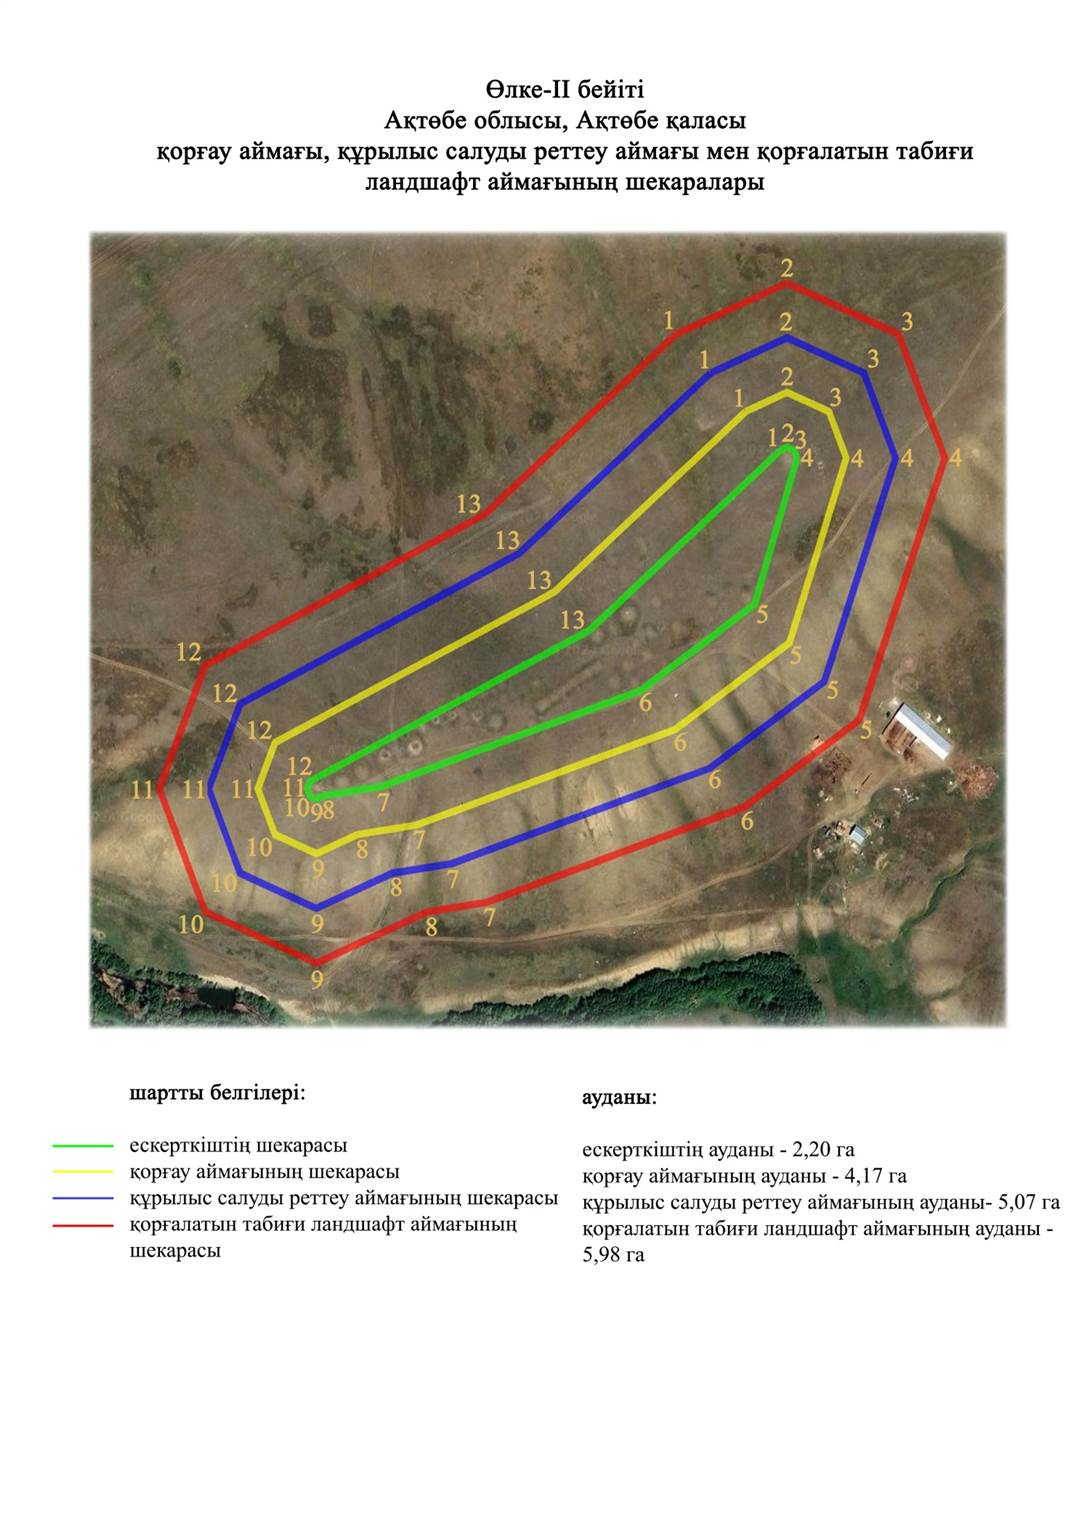 Өлке-II бейіті
Ақтөбе облысы, Ақтөбе қаласы
қорғау аймағы, құрылыс салуды реттеу аймағы мен қорғалатын табиғи
ландшафт аймағының шекаралары
2
1
3
2
1
3
2
1
3
1 2 3
4
4
4
4
13
13
13
13
5
5
5
5
12
12
12
12
6
6
6
6
11
11
11
11
10
9 8
7
10
9
8
7
10
9
8
7
10
9
8
7
шартты белгілері:
ескерткіштің шекарасы
қорғау аймағының шекарасы
құрылыс салуды реттеу аймағының шекарасы
қорғалатын табиғи ландшафт аймағының
шекарасы
ауданы:
ескерткіштің ауданы - 2,20 га
қорғау аймағының ауданы - 4,17 га
құрылыс салуды реттеу аймағының ауданы- 5,07 га
қорғалатын табиғи ландшафт аймағының ауданы -
5,98 га